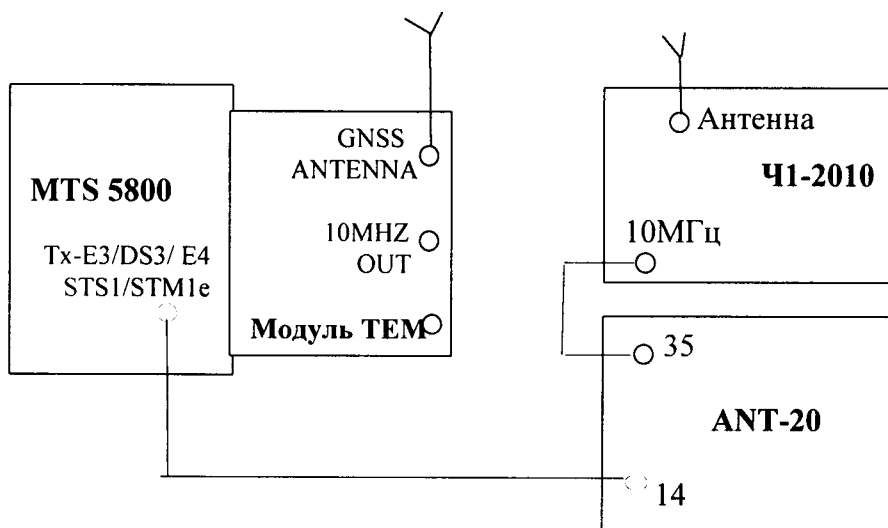 MTS 5800
Tx-E3/DS3/ E4
STS1/STM1e
GNSS
ANTENNA
10MHZ
OUT
Модуль TEM
Антенна
Ч1-2010
10МГц
35
ANT-20
14